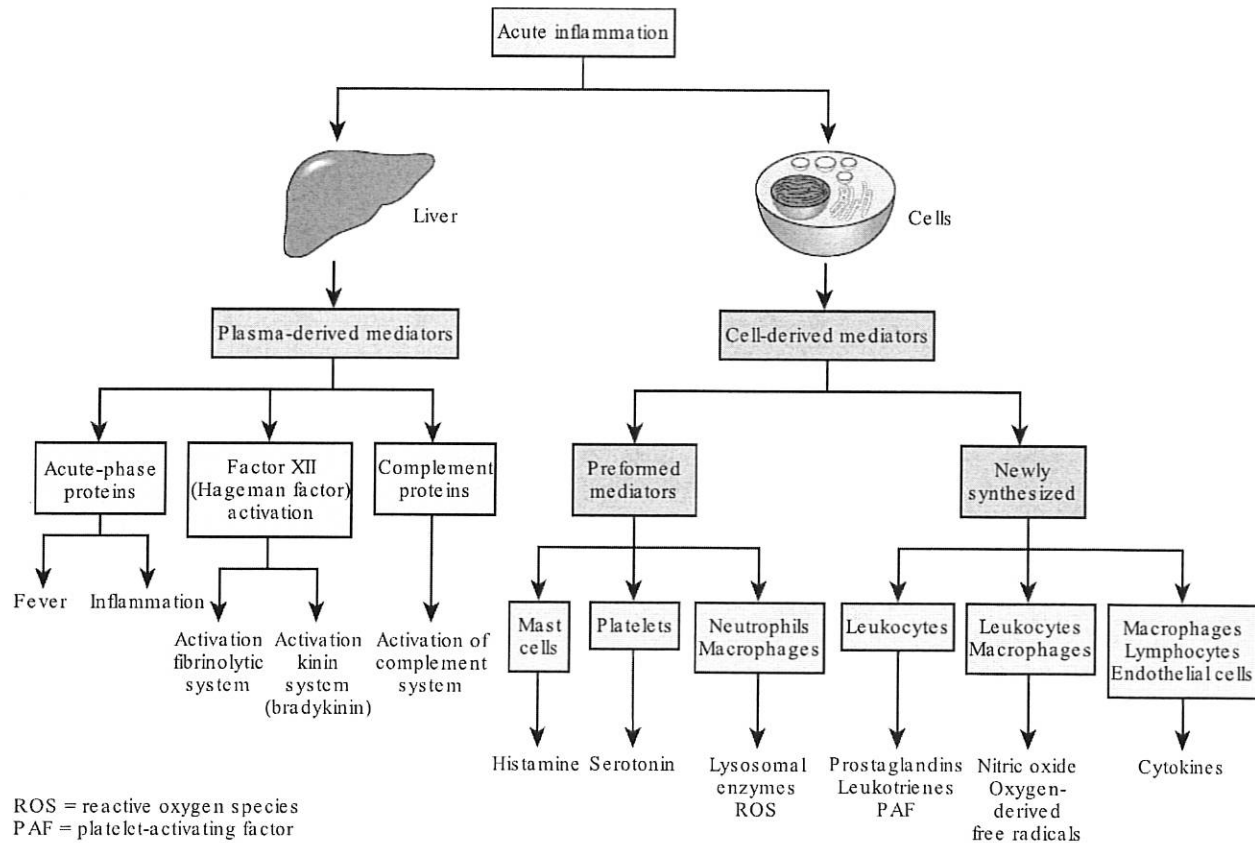 Acute inflammation
Liver
Cells
Plasma-derived mediators
Cell-derived mediators
Acute-phase
proteins
Factor XII
(Hageman factor)
activation
Complement
proteins
Preformed
mediators
Newly
synthesized
Fever
Inflammation
Activation
fibrinolytic
system
Activation
kinin
system
(bradykinin)
Activation of
complement
system
Mast
cells
Platelets
Neutrophils
Macrophages
Leukocytes
Leukocytes
Macrophages
Macrophages
Lymphocytes
Endothelial cells
Histamine
Serotonin
Lysosomal
enzymes
ROS
Prostaglandins
Leukotrienes
PAF
Nitric oxide
Oxygen-
derived
free radicals
Cytokines
ROS = reactive oxygen species
PAF = platelet-activating factor